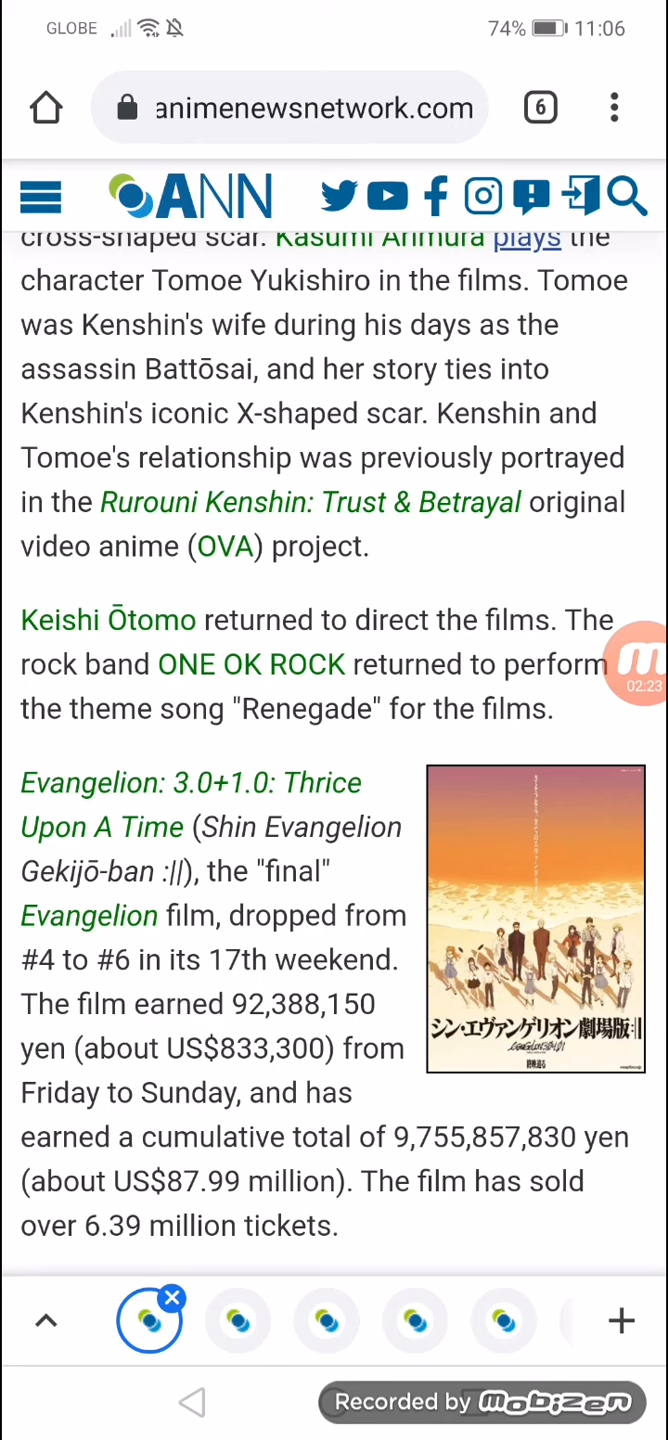 GLOBE
74%
11:06
animenewsnetwork.com
6
ANN
cross-shaped scar. Kasumi Arimura plays the
character Tomoe Yukishiro in the films. Tomoe
was Kenshin's wife during his days as the
assassin Battōsai, and her story ties into
Kenshin's iconic X-shaped scar. Kenshin and
Tomoe's relationship was previously portrayed
in the Rurouni Kenshin: Trust & Betrayal original
video anime (OVA) project.
Keishi Ōtomo returned to direct the films. The
rock band ONE OK ROCK returned to perform
the theme song "Renegade" for the films.
02:23
Evangelion: 3.0+1.0: Thrice
Upon A Time (Shin Evangelion
Gekijō-ban :||), the "final"
Evangelion film, dropped from
#4 to #6 in its 17th weekend.
The film earned 92,388,150
yen (about US$833,300) from
Friday to Sunday, and has
earned a cumulative total of 9,755,857,830 yen
(about US$87.99 million). The film has sold
over 6.39 million tickets.
シン・エヴァンゲリオン劇場版:||
Recorded by mobizen